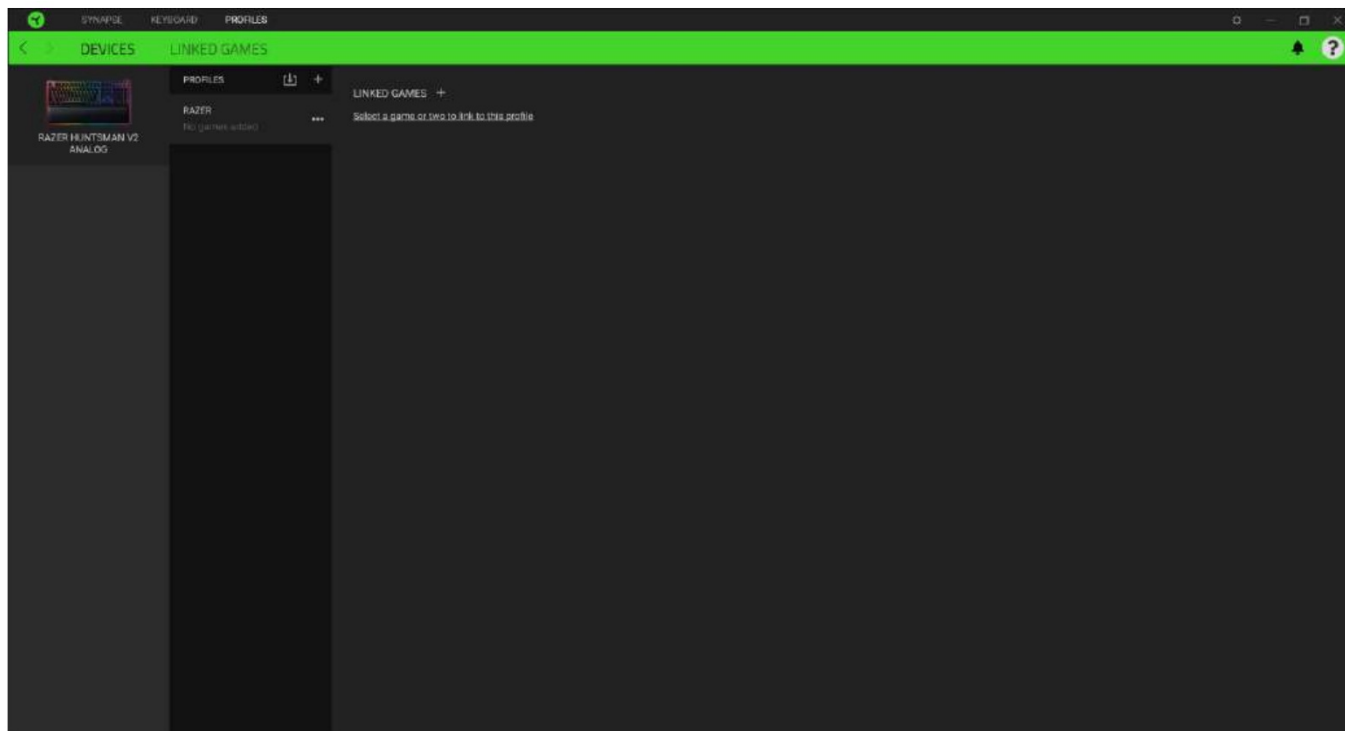 SYNAPSE KEYBOARD PROFILES
DEVICES LINKED GAMES
?
RAZER HUNTSMAN V2
ANALOG
PROFILES +
RAZER
No games added
LINKED GAMES +
Select a game or two to link to this profile